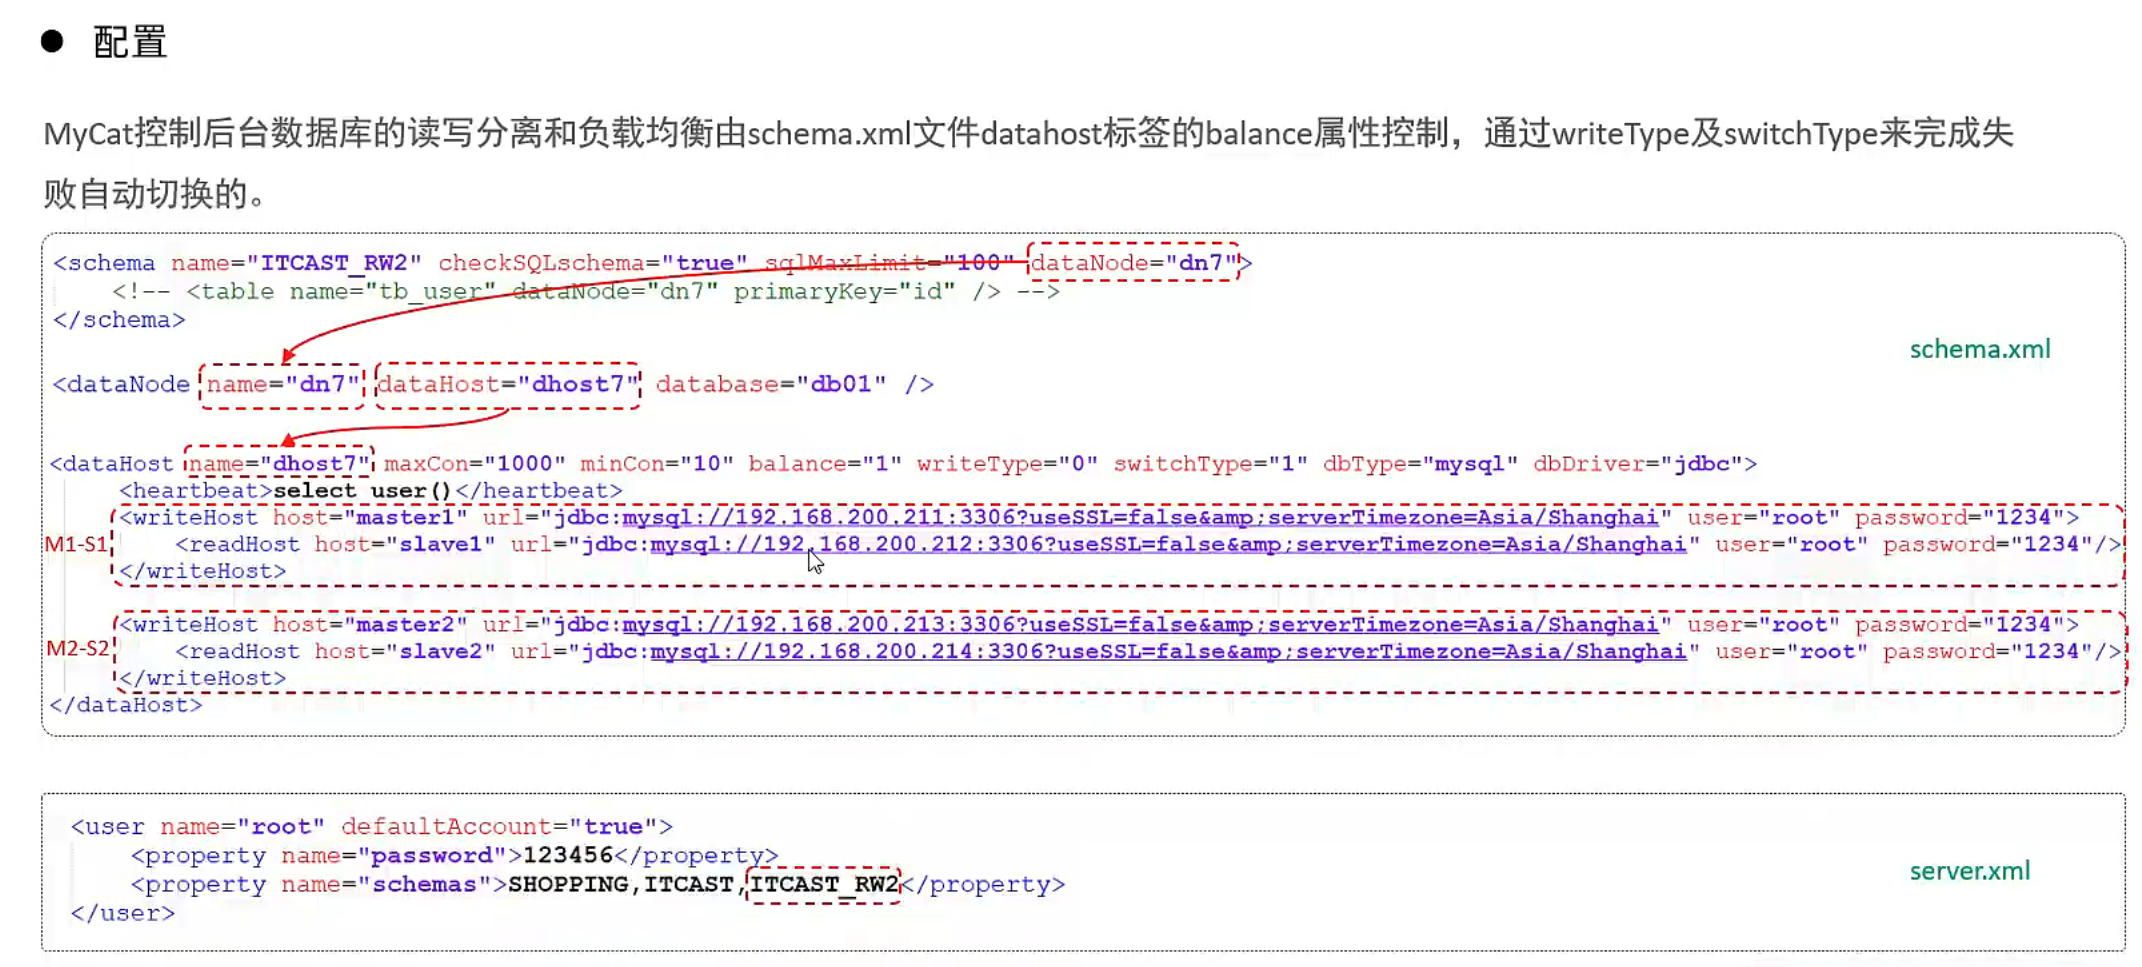 ● 配置
MyCat控制后台数据库的读写分离和负载均衡由schema.xml文件datahost标签的balance属性控制，通过writeType及switchType来完成失
败自动切换的。
<schema name="ITCAST_RW2" checkSQLschema="true" sqlMaxLimit="100" dataNode="dn7">
<!-- <table name="tb_user" dataNode="dn7" primaryKey="id" /> -->
</schema>
schema.xml
<dataNode name="dn7" dataHost="dhost7" database="db01" />
<dataHost name="dhost7" maxCon="1000" minCon="10" balance="1" writeType="0" switchType="1" dbType="mysql" dbDriver="jdbc">
<heartbeat>select user()</heartbeat>
<writeHost host="master1" url="jdbc:mysql://192.168.200.211:3306?useSSL=false&amp;serverTimezone=Asia/Shanghai" user="root" password="1234">
M1-S1 <readHost host="slave1" url="jdbc:mysql://192.168.200.212:3306?useSSL=false&amp;serverTimezone=Asia/Shanghai" user="root" password="1234"/>
</writeHost>
<writeHost host="master2" url="jdbc:mysql://192.168.200.213:3306?useSSL=false&amp;serverTimezone=Asia/Shanghai" user="root" password="1234">
M2-S2 <readHost host="slave2" url="jdbc:mysql://192.168.200.214:3306?useSSL=false&amp;serverTimezone=Asia/Shanghai" user="root" password="1234"/>
</writeHost>
</dataHost>
<user name="root" defaultAccount="true">
<property name="password">123456</property>
<property name="schemas">SHOPPING,ITCAST,ITCAST_RW2</property>
</user>
server.xml